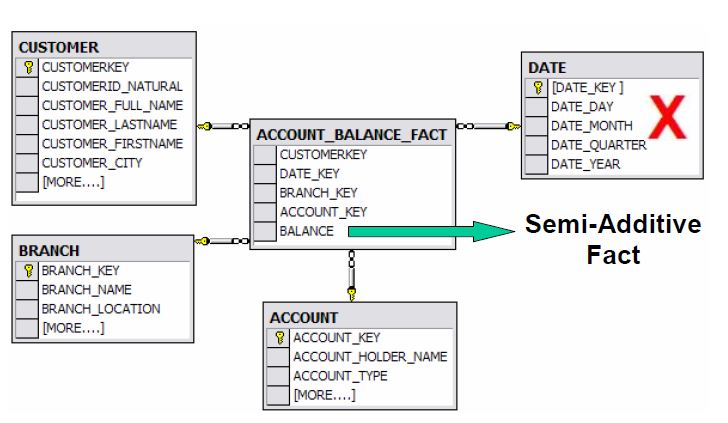 CUSTOMER
CUSTOMERKEY
CUSTOMERID_NATURAL
CUSTOMER_FULL_NAME
CUSTOMER_LASTNAME
CUSTOMER_FIRSTNAME
CUSTOMER_CITY
[MORE....]
DATE
[DATE_KEY ]
DATE_DAY
DATE_MONTH
DATE_QUARTER
DATE_YEAR
X
ACCOUNT_BALANCE_FACT
CUSTOMERKEY
DATE_KEY
BRANCH_KEY
ACCOUNT_KEY
BALANCE
Semi-Additive
Fact
BRANCH
BRANCH_KEY
BRANCH_NAME
BRANCH_LOCATION
[MORE....]
ACCOUNT
ACCOUNT_KEY
ACCOUNT_HOLDER_NAME
ACCOUNT_TYPE
[MORE....]